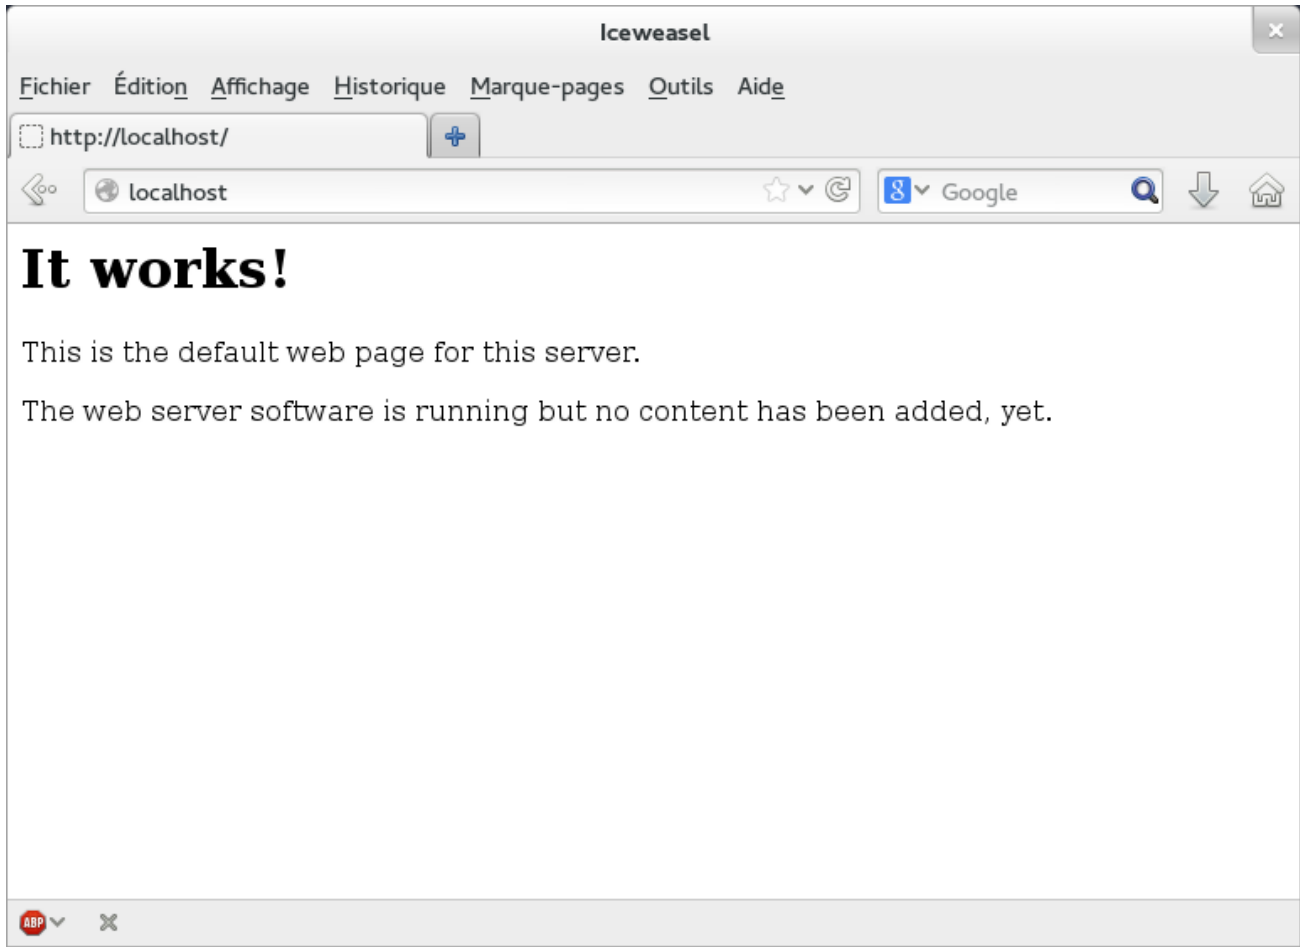 Iceweasel
Fichier Édition Affichage Historique Marque-pages Outils Aide
http://localhost/
localhost 8 Google
It works!
This is the default web page for this server.
The web server software is running but no content has been added, yet.
ABP